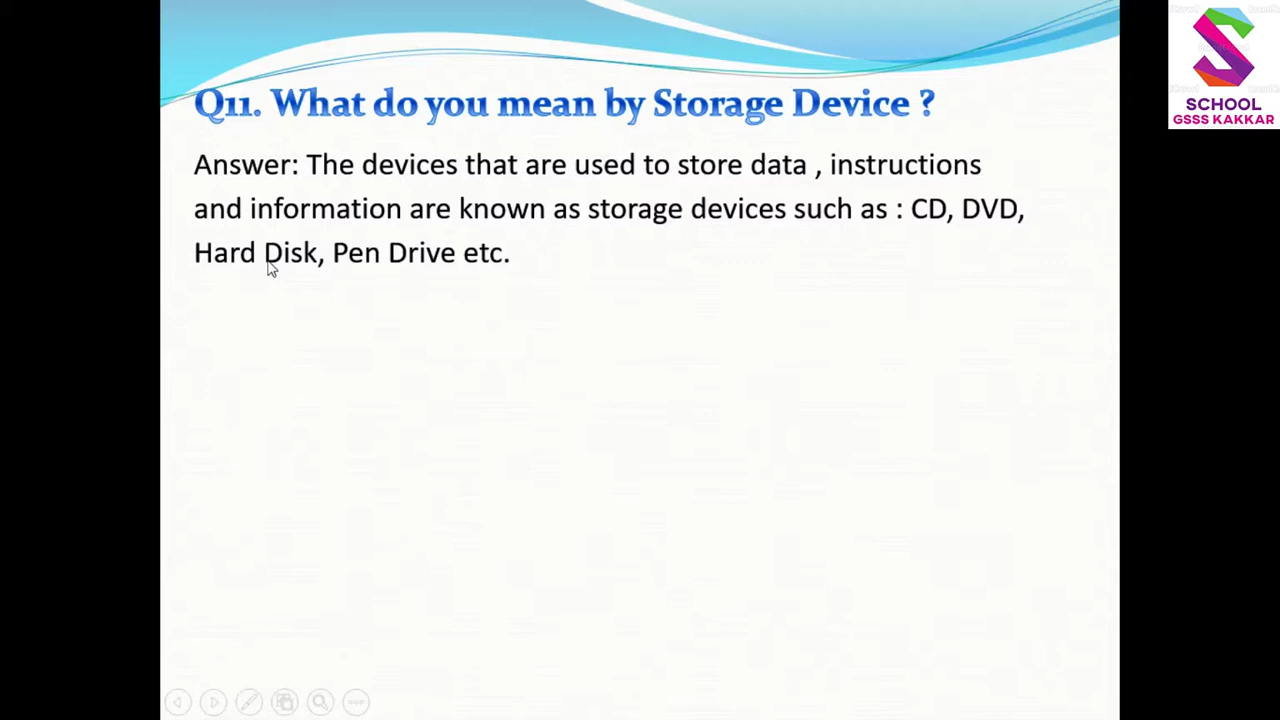 Q11. What do you mean by Storage Device ?
Answer: The devices that are used to store data , instructions
and information are known as storage devices such as : CD, DVD,
Hard Disk, Pen Drive etc.
SCHOOL
GSSS KAKKAR